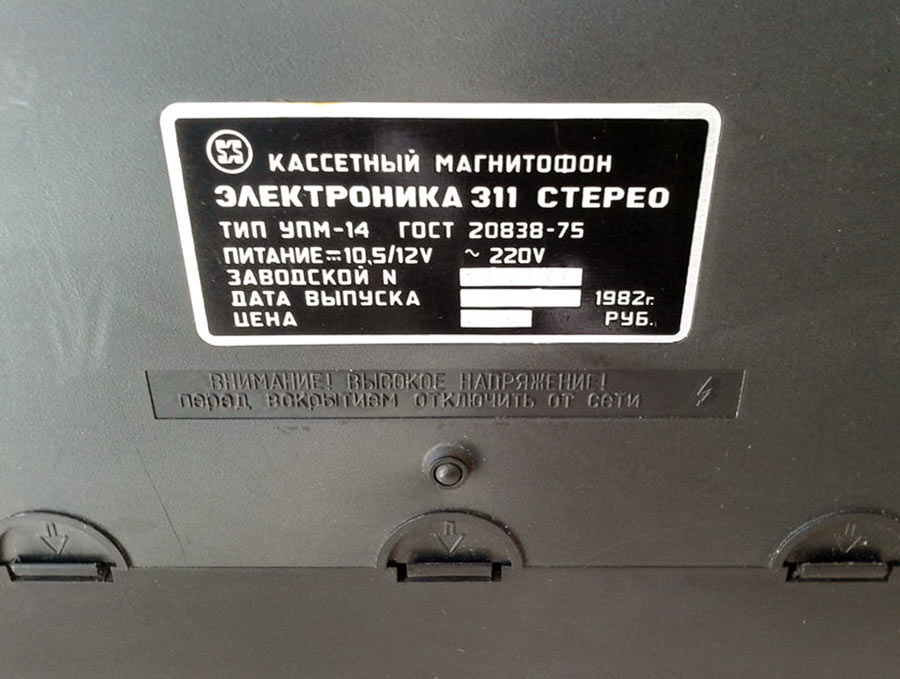 КАССЕТНЫЙ МАГНИТОФОН
ЭЛЕКТРОНИКА 311 СТЕРЕО
ТИП УПМ-14 ГОСТ 20838-75
ПИТАНИЕ⎓10,5/12V ~ 220V
ЗАВОДСКОЙ N
ДАТА ВЫПУСКА 1982г.
ЦЕНА РУБ.
ВНИМАНИЕ! ВЫСОКОЕ НАПРЯЖЕНИЕ!
перед вскрытием отключить от сети